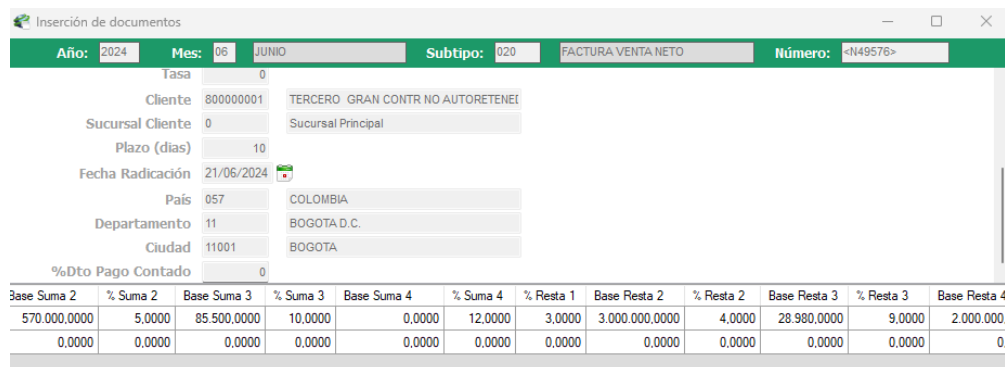 Inserción de documentos
Año: 2024 Mes: 06 JUNIO Subtipo: 020 FACTURA VENTA NETO Número: <N49576>
Tasa 0
Cliente 800000001 TERCERO GRAN CONTR NO AUTORETENEI
Sucursal Cliente 0 Sucursal Principal
Plazo (dias) 10
Fecha Radicación 21/06/2024
País 057 COLOMBIA
Departamento 11 BOGOTA D.C.
Ciudad 11001 BOGOTA
%Dto Pago Contado 0
Base Suma 2 % Suma 2 Base Suma 3 % Suma 3 Base Suma 4 % Suma 4 % Resta 1 Base Resta 2 % Resta 2 Base Resta 3 % Resta 3 Base Resta 4
570.000,0000 5,0000 85.500,0000 10,0000 0,0000 12,0000 3,0000 3.000.000,0000 4,0000 28.980,0000 9,0000 2.000.000,
0,0000 0,0000 0,0000 0,0000 0,0000 0,0000 0,0000 0,0000 0,0000 0,0000 0,0000 0,